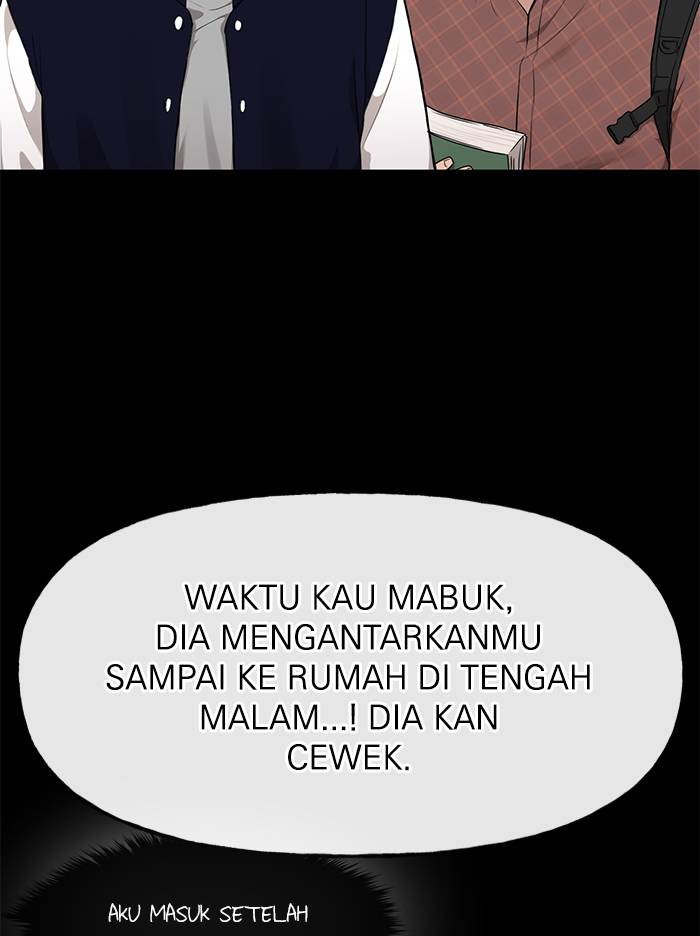 WAKTU KAU MABUK,
DIA MENGANTARKANMU
SAMPAI KE RUMAH DI TENGAH
MALAM...! DIA KAN
CEWEK.
AKU MASUK SETELAH